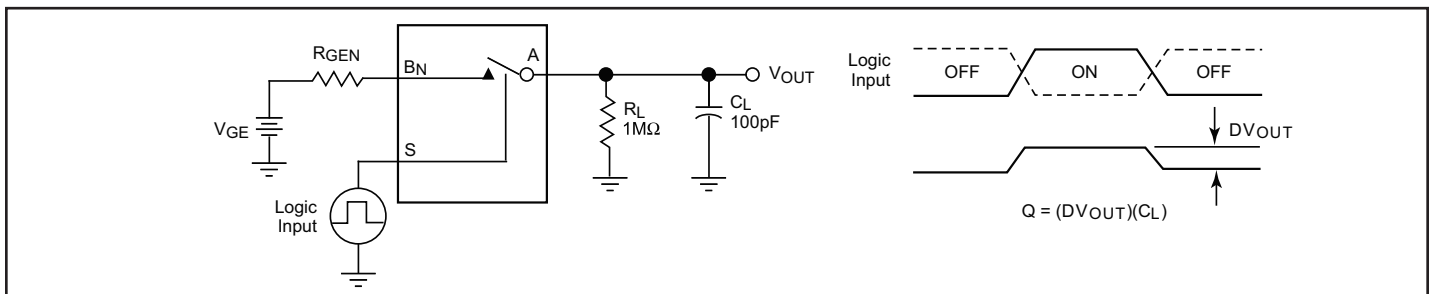 RGEN
BN
A
VOUT
VGE
RL
1MΩ
CL
100pF
S
Logic
Input
Logic
Input
OFF
ON
OFF
DVOUT
Q = (DVOUT)(CL)